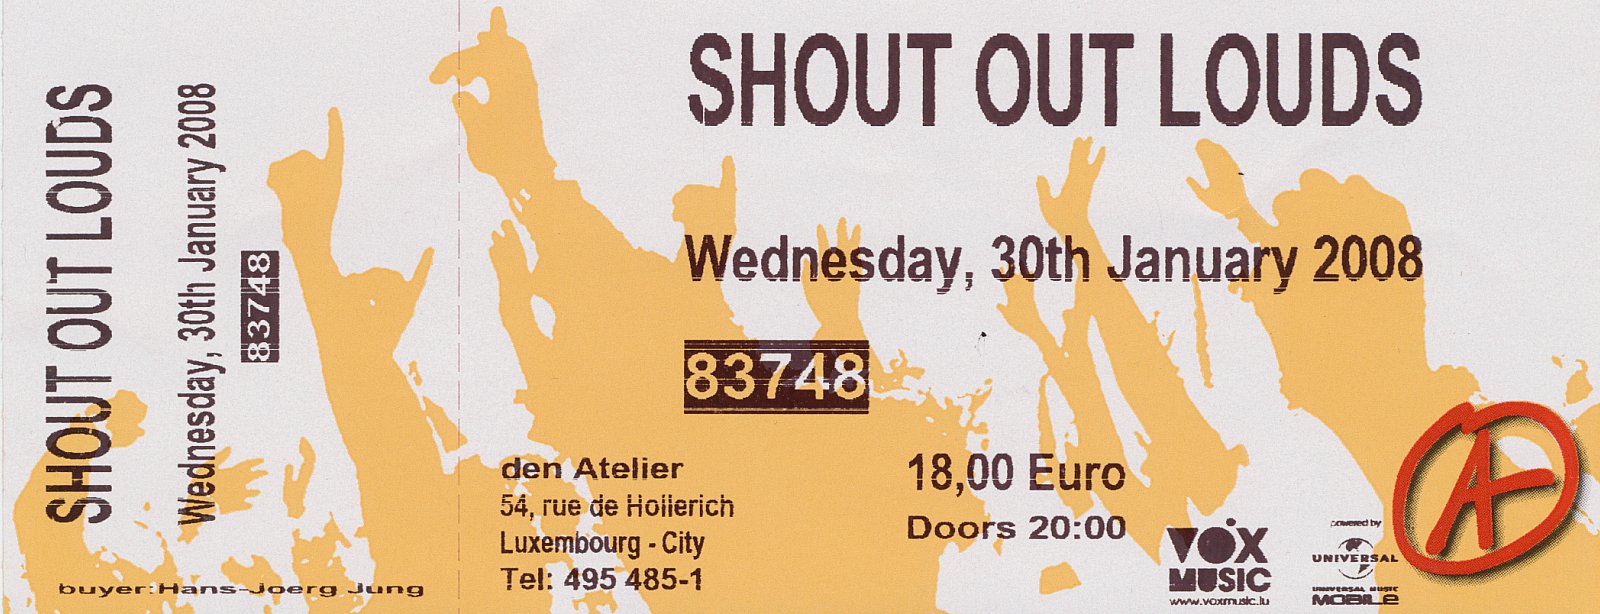 SHOUT OUT LOUDS
Wednesday, 30th January 2008
83748
buyer:Hans-Joerg Jung
SHOUT OUT LOUDS
Wednesday, 30th January 2008
83748
den Atelier
54, rue de Hollerich
Luxembourg - City
Tel: 495 485-1
18,00 Euro
Doors 20:00
VOX
MUSIC
www.voxmusic.lu
powered by
UNIVERSAL
UNIVERSAL MUSIC
MOBILE
A